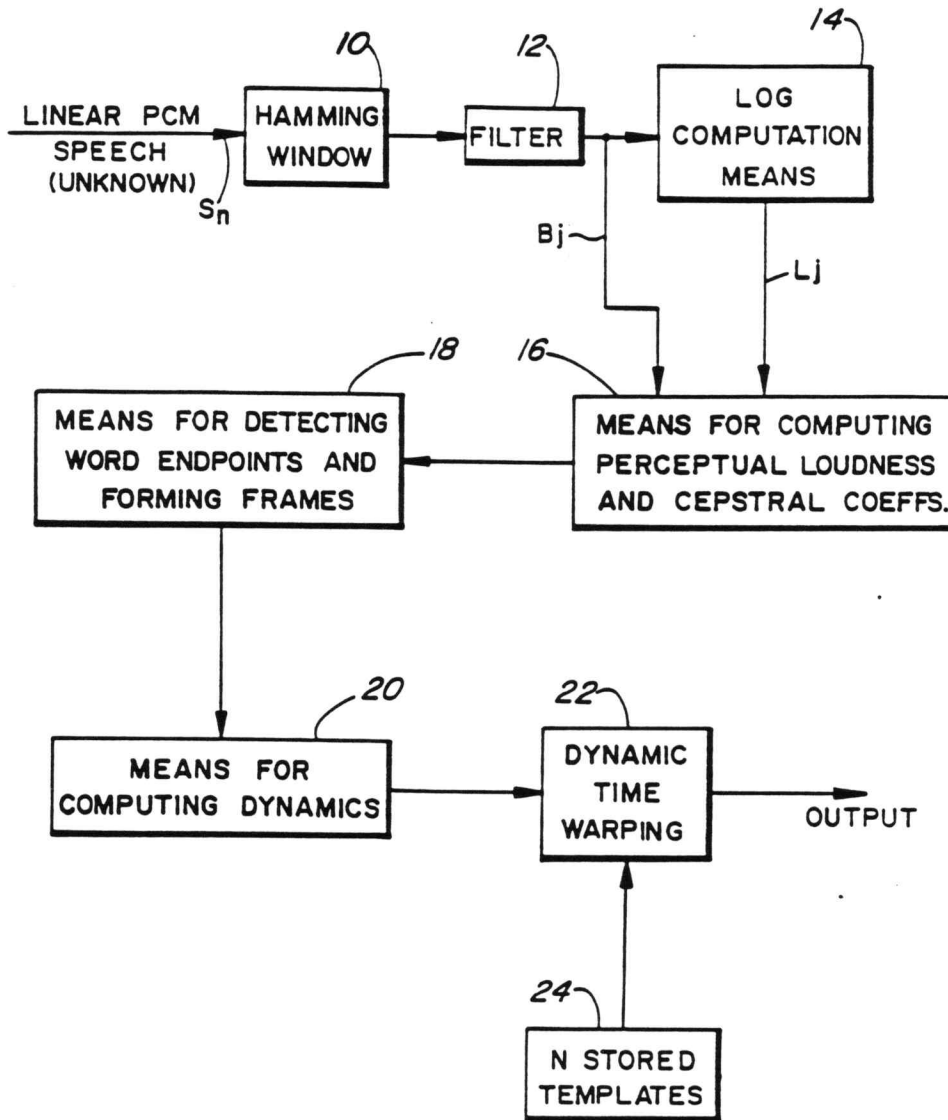 10
12
14
LINEAR PCM
SPEECH
(UNKNOWN)
Sn
HAMMING
WINDOW
FILTER
LOG
COMPUTATION
MEANS
Bj
Lj
18
16
MEANS FOR DETECTING
WORD ENDPOINTS AND
FORMING FRAMES
MEANS FOR COMPUTING
PERCEPTUAL LOUDNESS
AND CEPSTRAL COEFFS.
20
22
MEANS FOR
COMPUTING DYNAMICS
DYNAMIC
TIME
WARPING
OUTPUT
24
N STORED
TEMPLATES